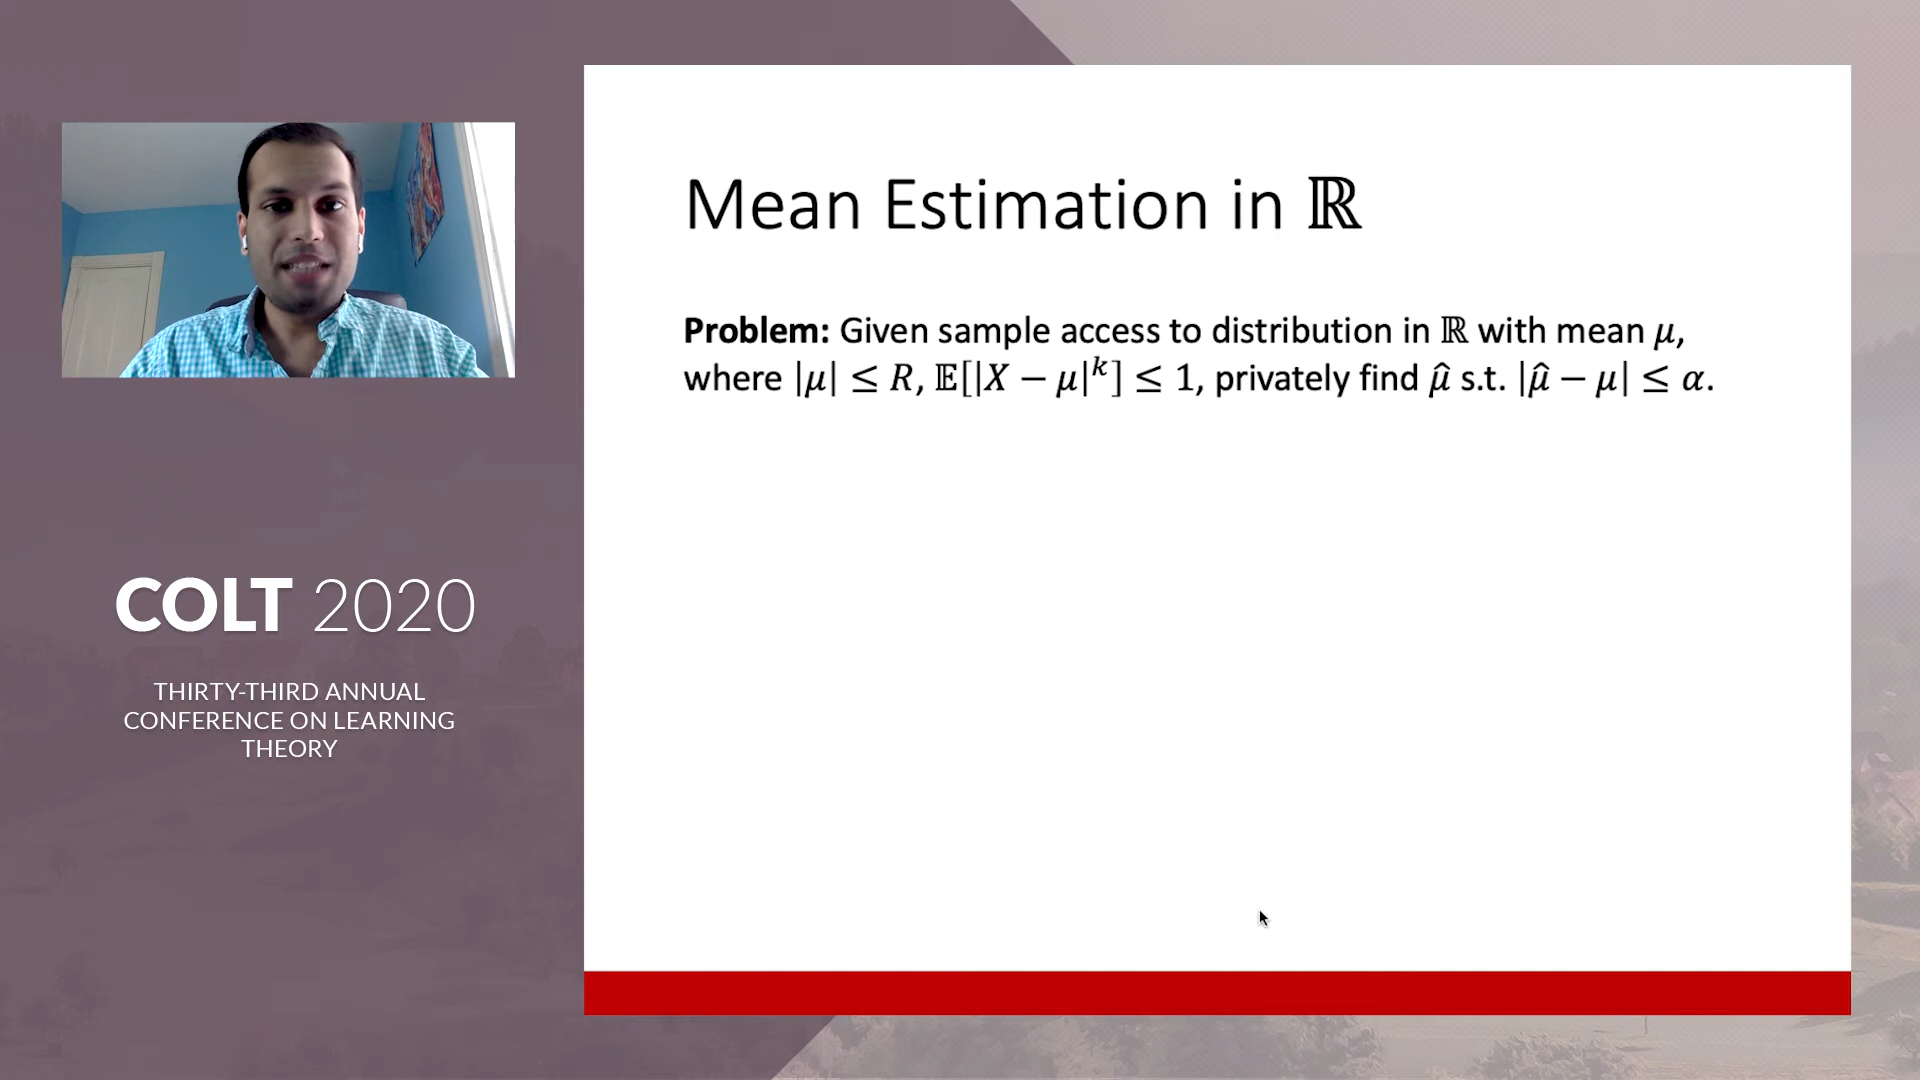 COLT 2020
THIRTY-THIRD ANNUAL
CONFERENCE ON LEARNING
THEORY
Mean Estimation in ℝ
Problem: Given sample access to distribution in ℝ with mean μ,
where |μ| ≤ R, 𝔼[|X − μ|ᵏ] ≤ 1, privately find μ̂ s.t. |μ̂ − μ| ≤ α.